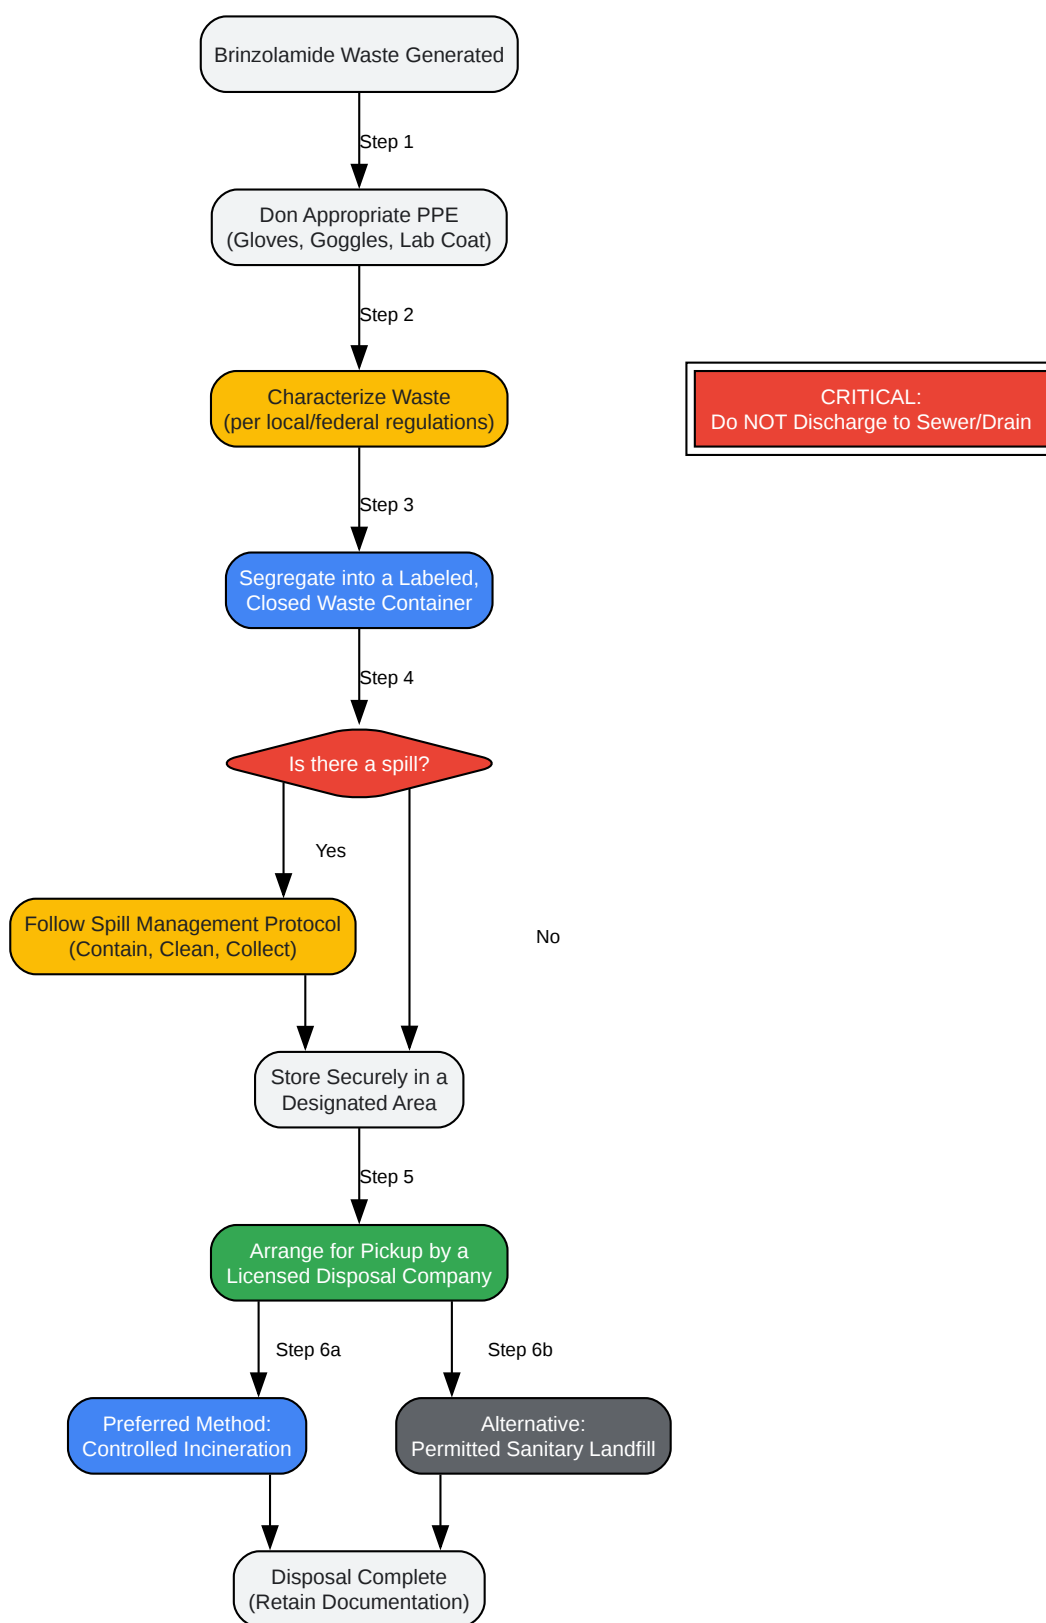 Brinzolamide Waste Generated
Step 1
Don Appropriate PPE
(Gloves, Goggles, Lab Coat)
Step 2
Characterize Waste
(per local/federal regulations)
CRITICAL:
Do NOT Discharge to Sewer/Drain
Step 3
Segregate into a Labeled,
Closed Waste Container
Step 4
Is there a spill?
Yes
Follow Spill Management Protocol
(Contain, Clean, Collect)
No
Store Securely in a
Designated Area
Step 5
Arrange for Pickup by a
Licensed Disposal Company
Step 6a
Step 6b
Preferred Method:
Controlled Incineration
Alternative:
Permitted Sanitary Landfill
Disposal Complete
(Retain Documentation)